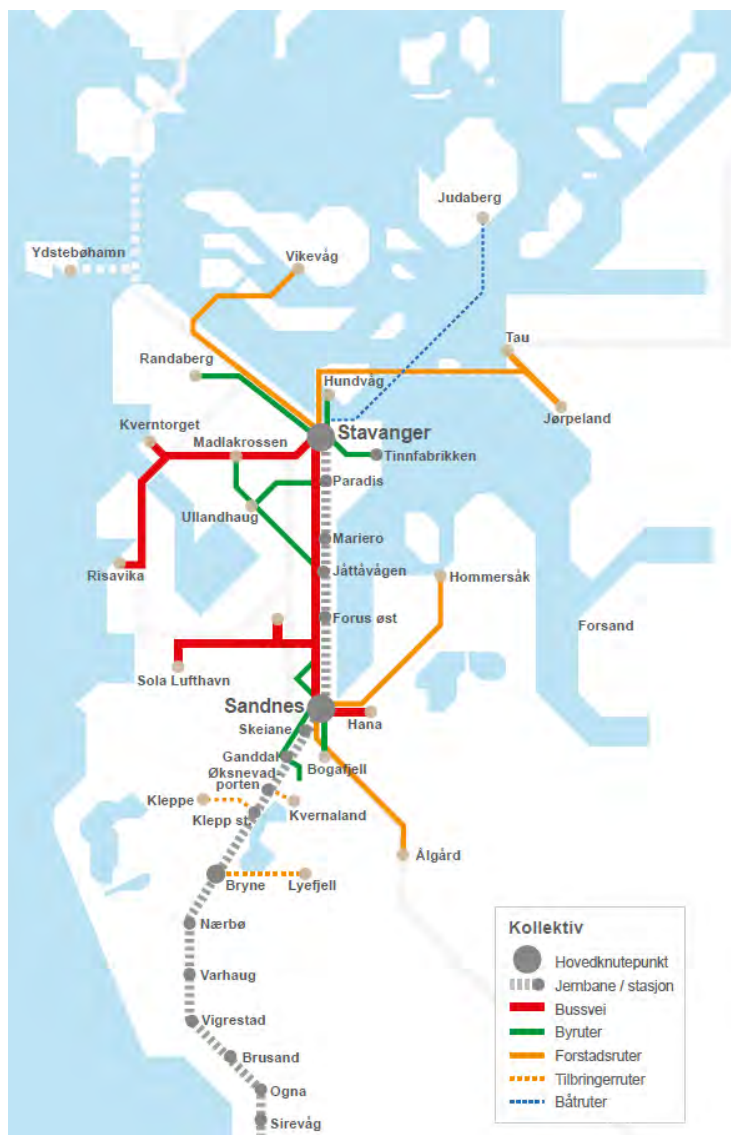 Judaberg
Ydstebøhamn
Vikevåg
Tau
Randaberg
Hundvåg
Jørpeland
Kverntorget
Stavanger
Madlakrossen
Tinnfabrikken
Paradis
Ullandhaug
Mariero
Risavika
Jåttåvågen
Hommersåk
Forus øst
Forsand
Sola Lufthavn
Sandnes
Skeiane
Hana
Ganddal
Bogafjell
Øksnevad-
porten
Kleppe
Kvernaland
Klepp st.
Ålgård
Bryne
Lyefjell
Nærbø
Varhaug
Vigrestad
Brusand
Ogna
Sirevåg
Kollektiv
Hovedknutepunkt
Jernbane / stasjon
Bussvei
Byruter
Forstadsruter
Tilbringerruter
Båtruter